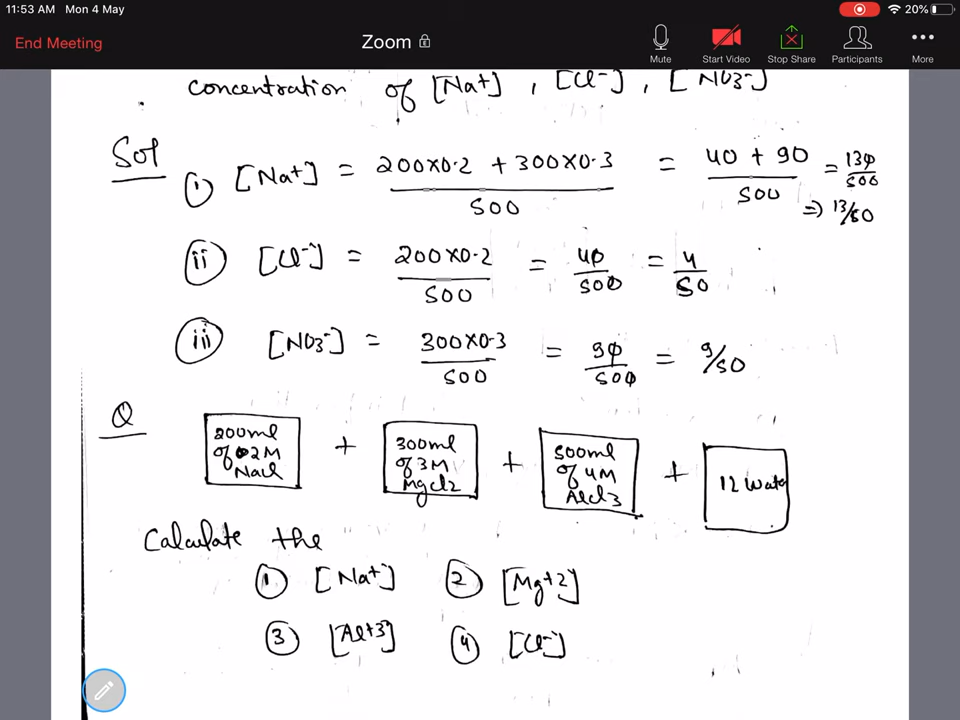 11:53 AM Mon 4 May
20%
End Meeting
Zoom
Mute
Start Video
Stop Share
Participants
More
concentration of [Na+], [Cl-], [NO3-]
Sol
i [Na+] = 200×0.2 + 300×0.3 / 500 = 40 + 90 / 500 = 130/500
⇒ 13/50
ii [Cl-] = 200×0.2 / 500 = 40/500 = 4/50
iii [NO3-] = 300×0.3 / 500 = 90/500 = 9/50
Q
200ml
of 2M
NaCl
+
300ml
of 3M
MgCl2
+
500ml
of 4M
AlCl3
+
1L Water
Calculate the
1 [Na+] 2 [Mg+2]
3 [Al+3] 4 [Cl-]